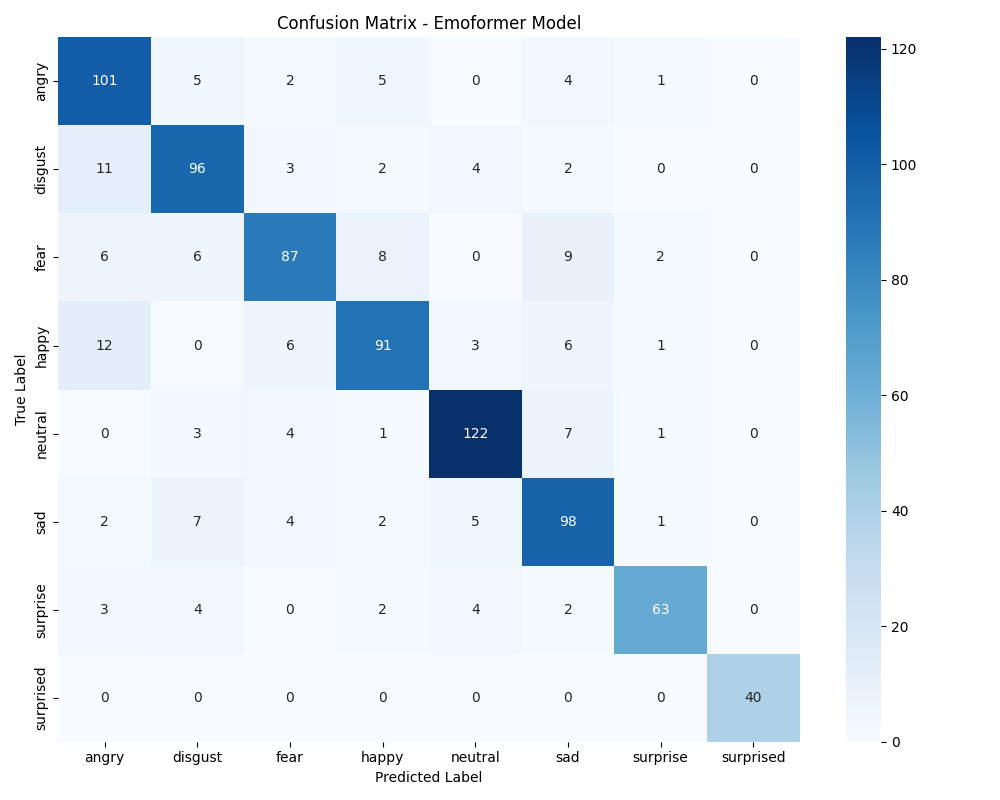 Confusion Matrix - Emoformer Model
angry 101 5 2 5 0 4 1 0
disgust 11 96 3 2 4 2 0 0
fear 6 6 87 8 0 9 2 0
happy 12 0 6 91 3 6 1 0
neutral 0 3 4 1 122 7 1 0
sad 2 7 4 2 5 98 1 0
surprise 3 4 0 2 4 2 63 0
surprised 0 0 0 0 0 0 0 40
True Label
angry disgust fear happy neutral sad surprise surprised
Predicted Label
120
100
80
60
40
20
0